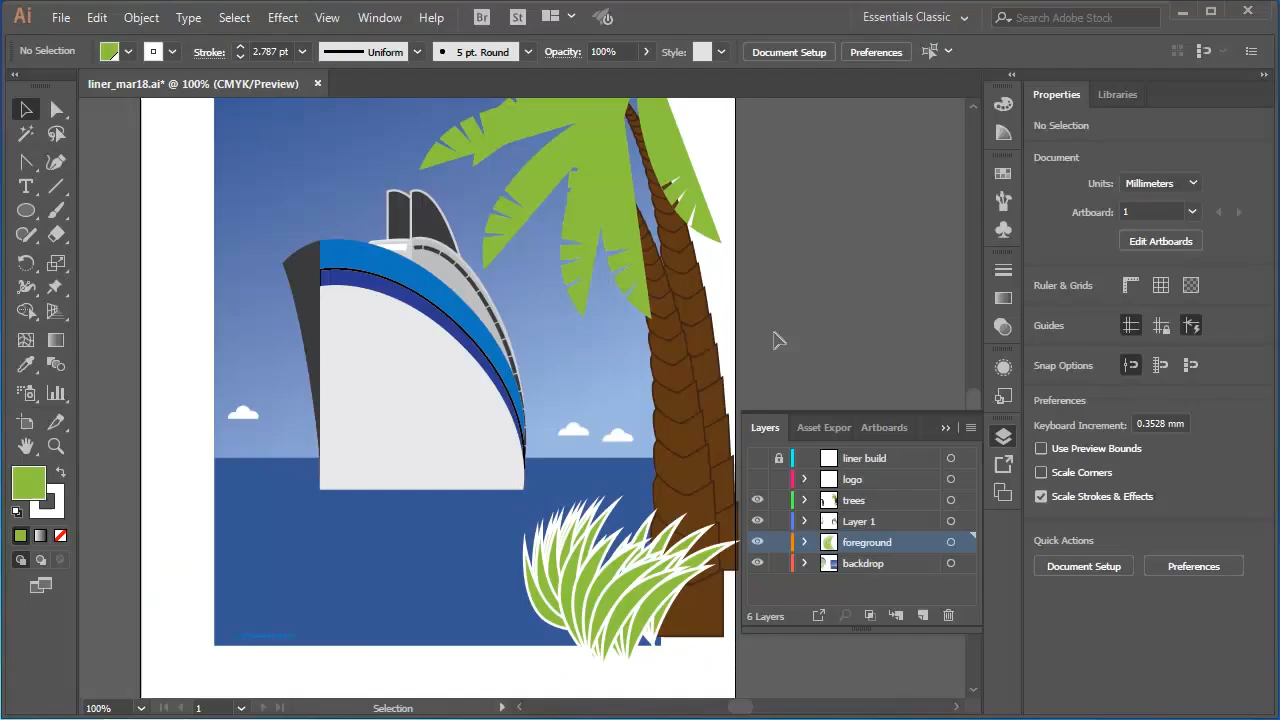 Ai File Edit Object Type Select Effect View Window Help Br St Essentials Classic Search Adobe Stock
No Selection Stroke: 2.787 pt Uniform 5 pt. Round Opacity: 100% Style: Document Setup Preferences
liner_mar18.ai* @ 100% (CMYK/Preview) ×
Properties Libraries
No Selection
Document
Units: Millimeters
Artboard: 1
Edit Artboards
Ruler & Grids
Guides
Snap Options
Preferences
Keyboard Increment: 0.3528 mm
Use Preview Bounds
Scale Corners
Scale Strokes & Effects
Quick Actions
Document Setup Preferences
Layers Asset Expor Artboards
liner build
logo
trees
Layer 1
foreground
backdrop
6 Layers
100% 1 Selection